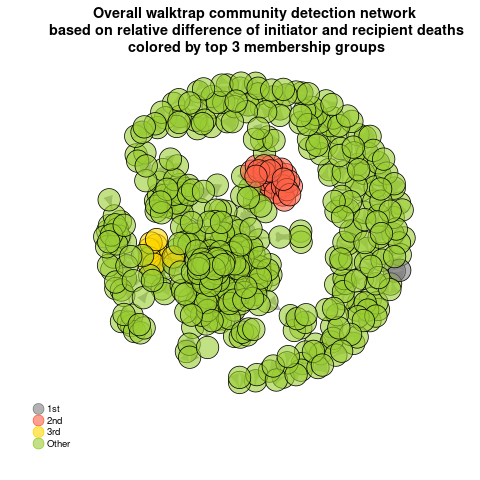 Overall walktrap community detection network
based on relative difference of initiator and recipient deaths
colored by top 3 membership groups
1st
2nd
3rd
Other